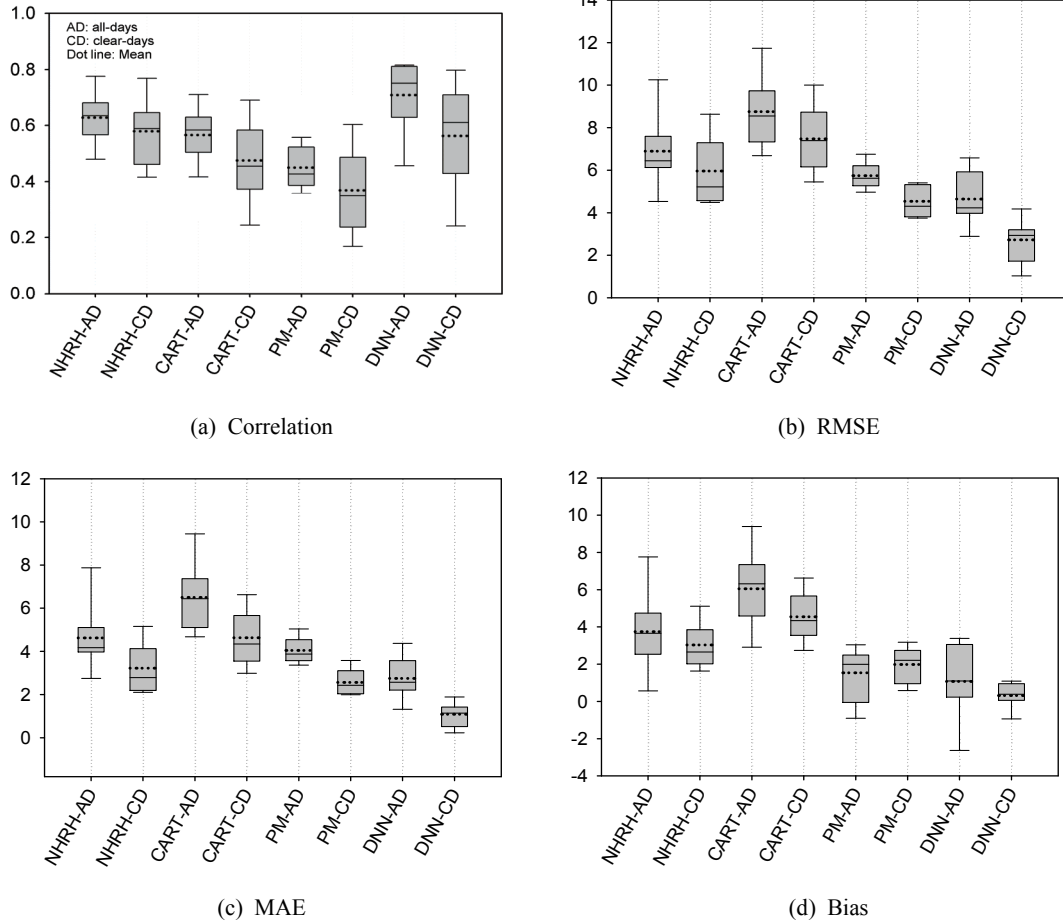 1.0
0.8
0.6
0.4
0.2
0.0
AD: all-days
CD: clear-days
Dot line: Mean
NHRH-AD
NHRH-CD
CART-AD
CART-CD
PM-AD
PM-CD
DNN-AD
DNN-CD
(a) Correlation
14
12
10
8
6
4
2
0
NHRH-AD
NHRH-CD
CART-AD
CART-CD
PM-AD
PM-CD
DNN-AD
DNN-CD
(b) RMSE
12
10
8
6
4
2
0
NHRH-AD
NHRH-CD
CART-AD
CART-CD
PM-AD
PM-CD
DNN-AD
DNN-CD
(c) MAE
12
10
8
6
4
2
0
-2
-4
NHRH-AD
NHRH-CD
CART-AD
CART-CD
PM-AD
PM-CD
DNN-AD
DNN-CD
(d) Bias